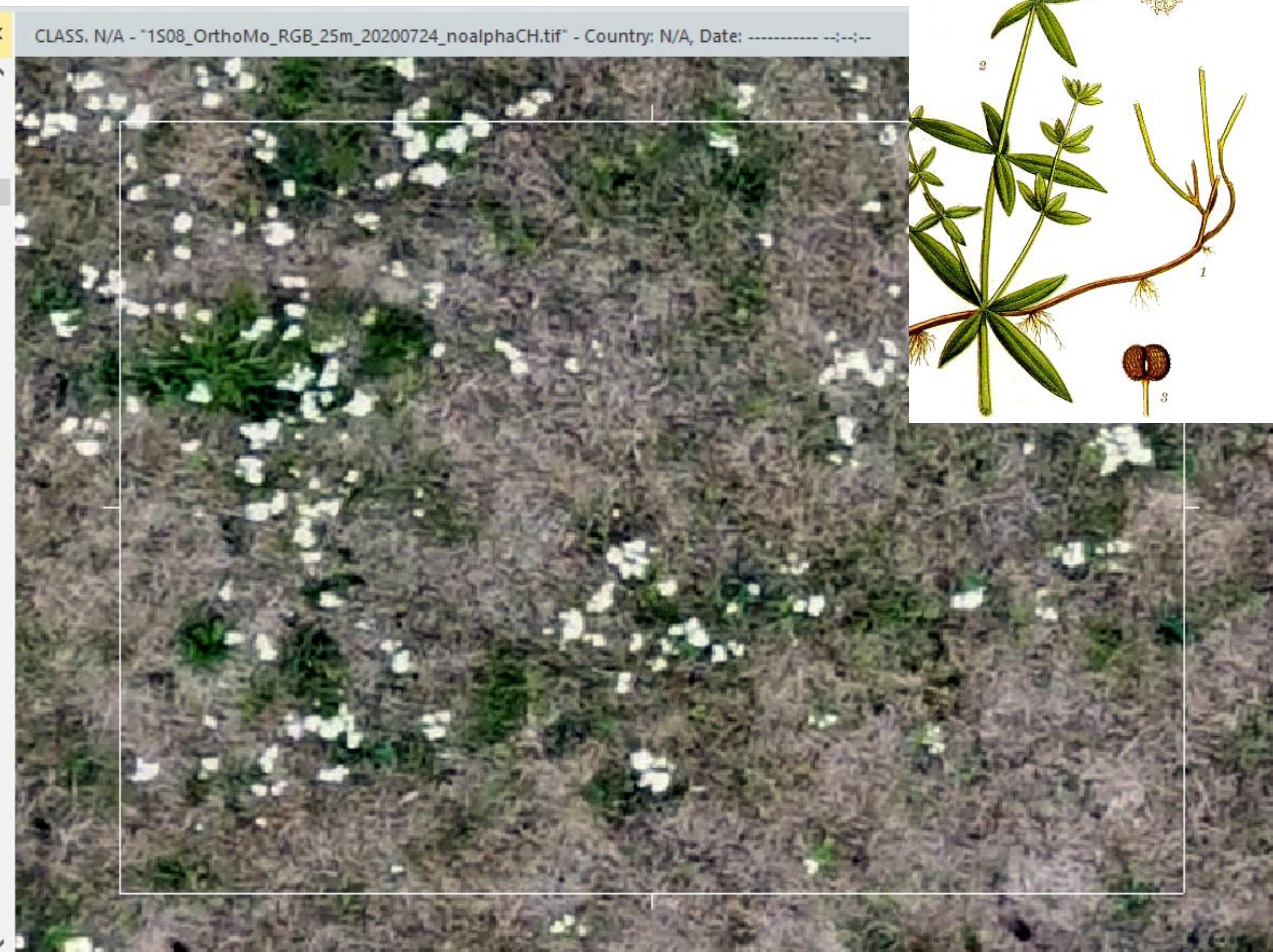 CLASS. N/A - "1S08_OrthoMo_RGB_25m_20200724_noalphaCH.tif" - Country: N/A, Date: ----------- --:--:--
2
1
3